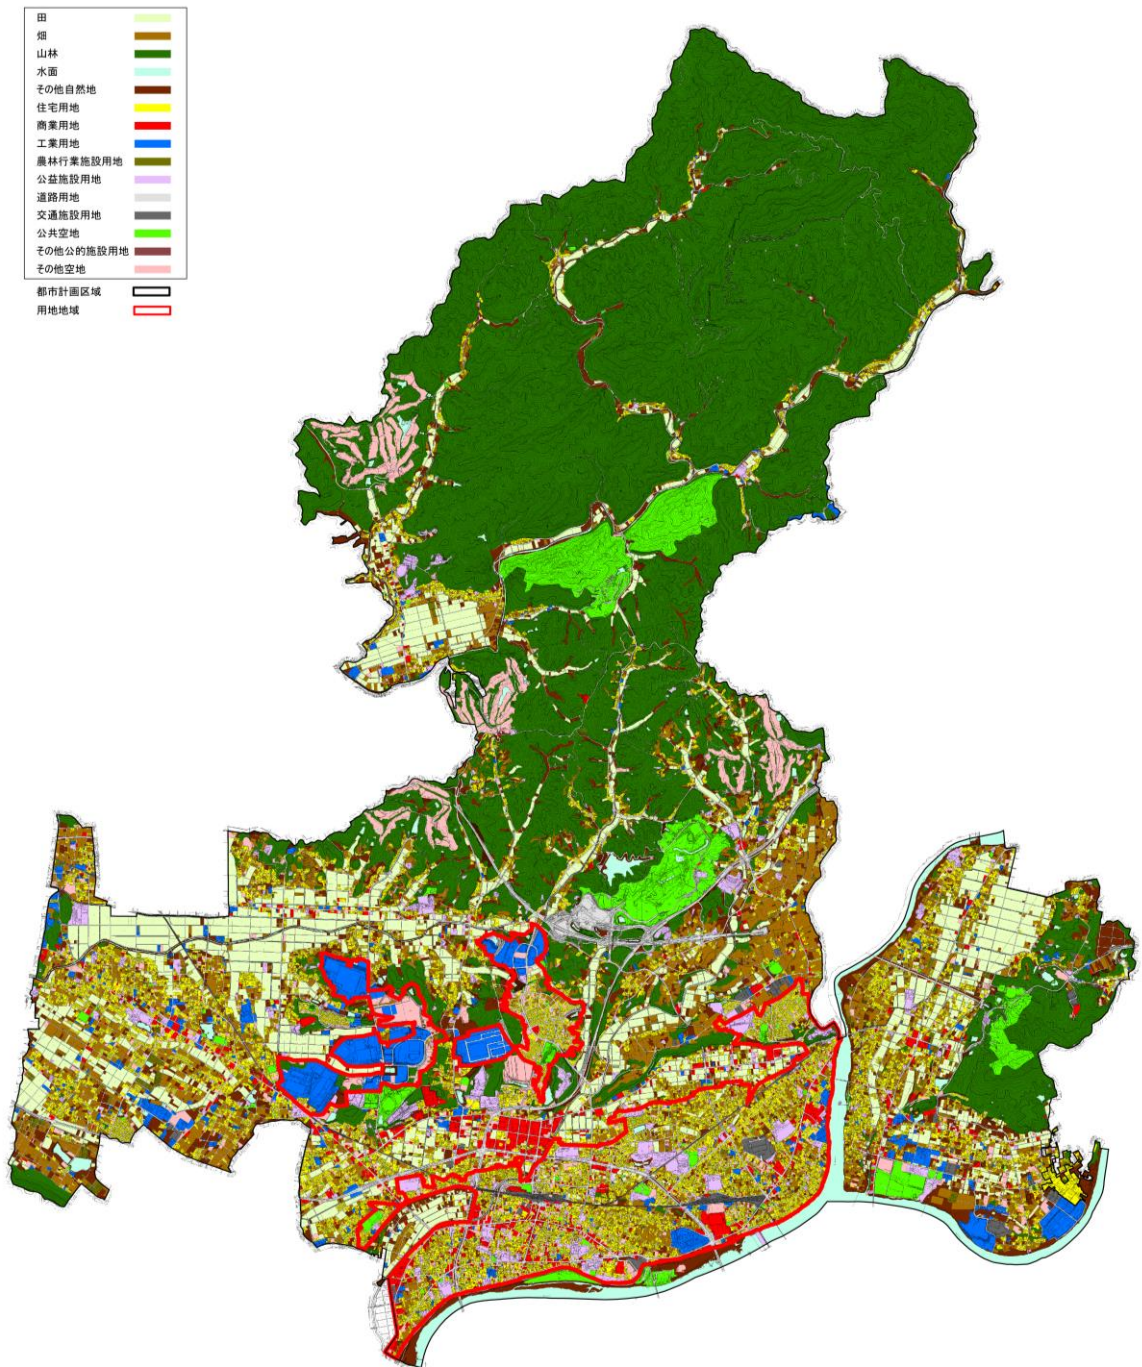 田
畑
山林
水面
その他自然地
住宅用地
商業用地
工業用地
農林行業施設用地
公益施設用地
道路用地
交通施設用地
公共空地
その他公的施設用地
その他空地
都市計画区域
用地地域